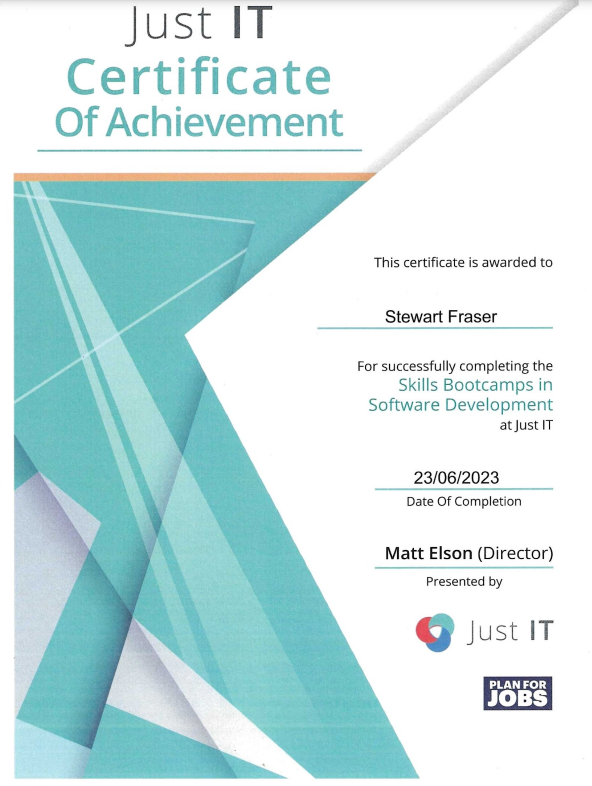 Just IT
Certificate
Of Achievement
This certificate is awarded to
Stewart Fraser
For successfully completing the
Skills Bootcamps in
Software Development
at Just IT
23/06/2023
Date Of Completion
Matt Elson (Director)
Presented by
Just IT
PLAN FOR
JOBS